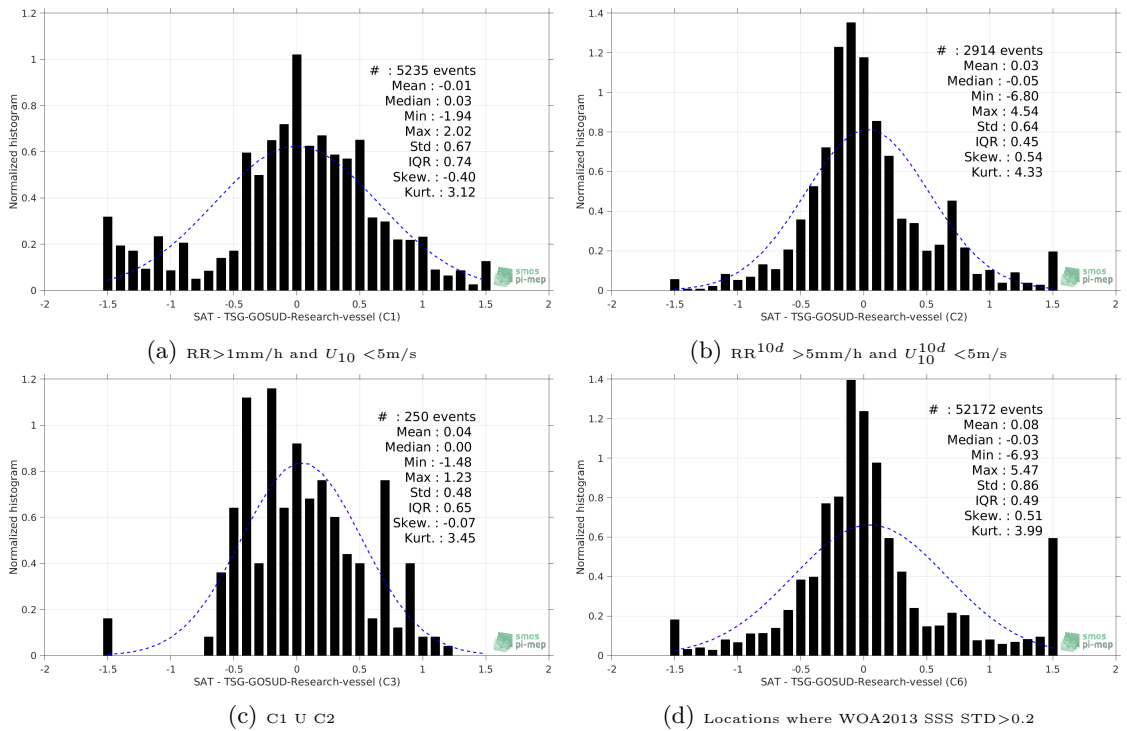 1.2
1
0.8
0.6
0.4
0.2
0
-2
-1.5
-1
-0.5
0
0.5
1
1.5
2
Normalized histogram
SAT - TSG-GOSUD-Research-vessel (C1)
# : 5235 events
Mean : -0.01
Median : 0.03
Min : -1.94
Max : 2.02
Std : 0.67
IQR : 0.74
Skew. : -0.40
Kurt. : 3.12
smos
pi-mep
(a) RR>1mm/h and U10 <5m/s
1.4
1.2
1
0.8
0.6
0.4
0.2
0
-2
-1.5
-1
-0.5
0
0.5
1
1.5
2
Normalized histogram
SAT - TSG-GOSUD-Research-vessel (C2)
# : 2914 events
Mean : 0.03
Median : -0.05
Min : -6.80
Max : 4.54
Std : 0.64
IQR : 0.45
Skew. : 0.54
Kurt. : 4.33
smos
pi-mep
(b) RR10d >5mm/h and U10d10 <5m/s
1.2
1
0.8
0.6
0.4
0.2
0
-2
-1.5
-1
-0.5
0
0.5
1
1.5
2
Normalized histogram
SAT - TSG-GOSUD-Research-vessel (C3)
# : 250 events
Mean : 0.04
Median : 0.00
Min : -1.48
Max : 1.23
Std : 0.48
IQR : 0.65
Skew. : -0.07
Kurt. : 3.45
smos
pi-mep
(c) C1 U C2
1.4
1.2
1
0.8
0.6
0.4
0.2
0
-2
-1.5
-1
-0.5
0
0.5
1
1.5
2
Normalized histogram
SAT - TSG-GOSUD-Research-vessel (C6)
# : 52172 events
Mean : 0.08
Median : -0.03
Min : -6.93
Max : 5.47
Std : 0.86
IQR : 0.49
Skew. : 0.51
Kurt. : 3.99
smos
pi-mep
(d) Locations where WOA2013 SSS STD>0.2